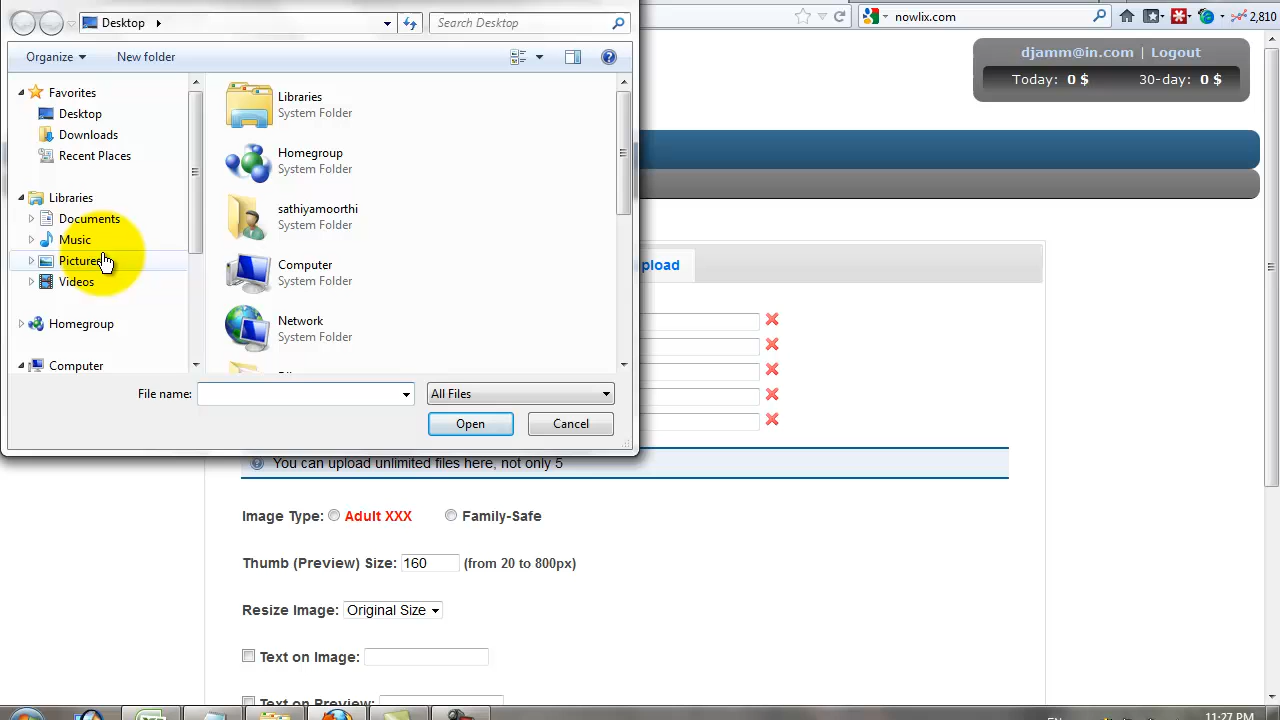 Desktop
Search Desktop
nowlix.com
2,810
Organize
New folder
djamm@in.com | Logout
Today: 0 $ 30-day: 0 $
Favorites
Desktop
Downloads
Recent Places
Libraries
Documents
Music
Pictures
Videos
Homegroup
Computer
Libraries
System Folder
Homegroup
System Folder
sathiyamoorthi
System Folder
Computer
System Folder
Network
System Folder
File name:
All Files
Open
Cancel
pload
You can upload unlimited files here, not only 5
Image Type: Adult XXX Family-Safe
Thumb (Preview) Size: 160 (from 20 to 800px)
Resize Image: Original Size
Text on Image:
Text on Preview:
11:27 PM